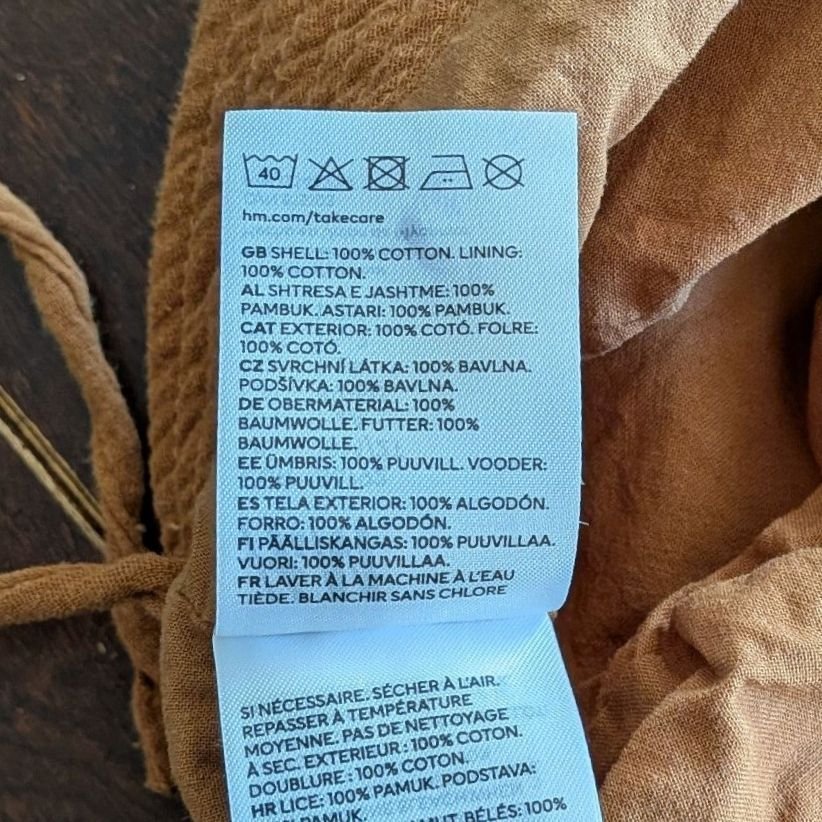 40
hm.com/takecare
GB SHELL: 100% COTTON. LINING:
100% COTTON.
AL SHTRESA E JASHTME: 100%
PAMBUK. ASTARI: 100% PAMBUK.
CAT EXTERIOR: 100% COTÓ. FOLRE:
100% COTÓ.
CZ SVRCHNÍ LÁTKA: 100% BAVLNA.
PODŠÍVKA: 100% BAVLNA.
DE OBERMATERIAL: 100%
BAUMWOLLE. FUTTER: 100%
BAUMWOLLE.
EE ÜMBRIS: 100% PUUVILL. VOODER:
100% PUUVILL.
ES TELA EXTERIOR: 100% ALGODÓN.
FORRO: 100% ALGODÓN.
FI PÄÄLLISKANGAS: 100% PUUVILLAA.
VUORI: 100% PUUVILLAA.
FR LAVER À LA MACHINE À L'EAU
TIÈDE. BLANCHIR SANS CHLORE
SI NÉCESSAIRE. SÉCHER À L'AIR.
REPASSER À TEMPÉRATURE
MOYENNE. PAS DE NETTOYAGE
À SEC. EXTERIEUR : 100% COTON.
DOUBLURE : 100% COTON.
HR LICE: 100% PAMUK. PODSTAVA:
PAMUK.
BÉLÉS: 100%